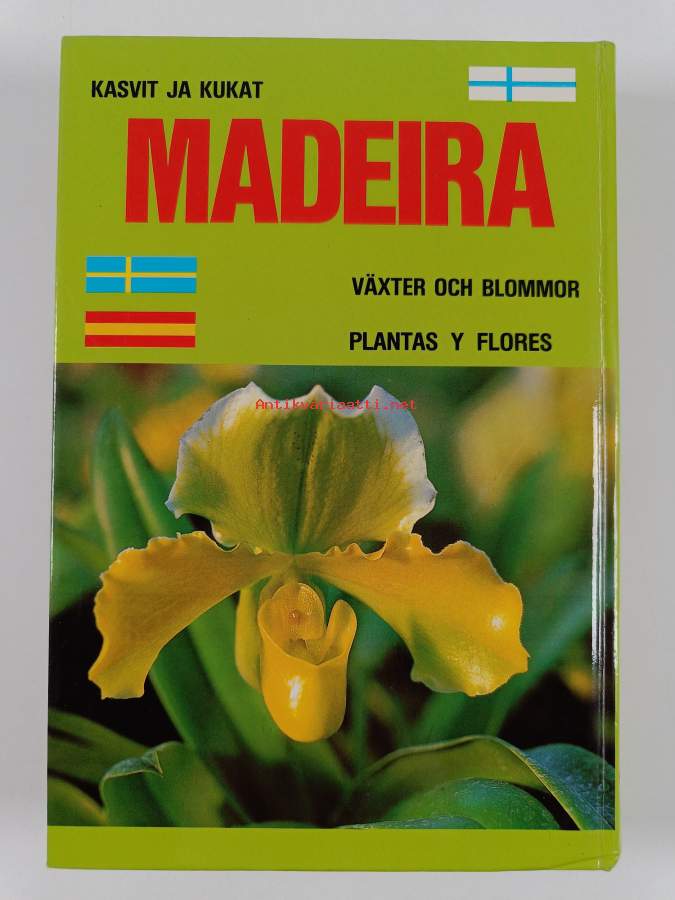 KASVIT JA KUKAT
MADEIRA
VÄXTER OCH BLOMMOR
PLANTAS Y FLORES
Antikvariaatti.net